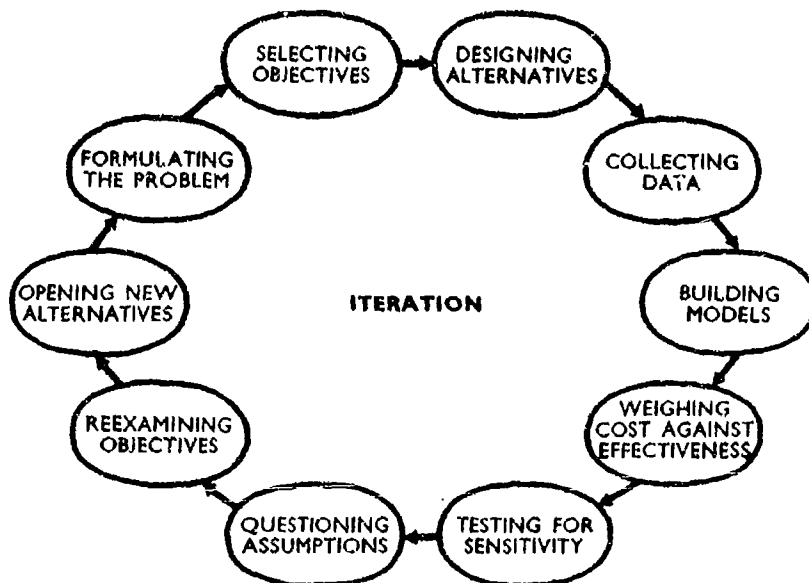 SELECTING
OBJECTIVES
DESIGNING
ALTERNATIVES
COLLECTING
DATA
BUILDING
MODELS
WEIGHING
COST AGAINST
EFFECTIVENESS
TESTING FOR
SENSITIVITY
QUESTIONING
ASSUMPTIONS
REEXAMINING
OBJECTIVES
OPENING NEW
ALTERNATIVES
FORMULATING
THE PROBLEM
ITERATION